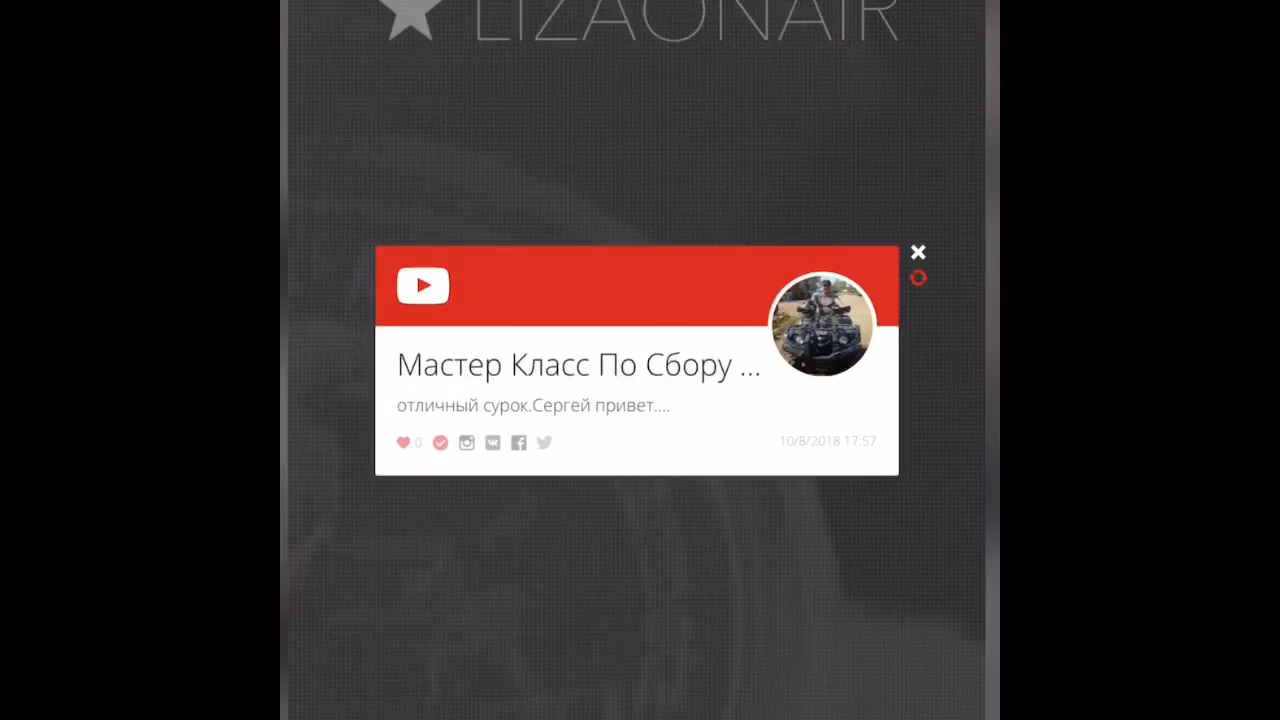 LIZAONAIR
Мастер Класс По Сбору ...
отличный сурок.Сергей привет....
0
10/8/2018 17:57